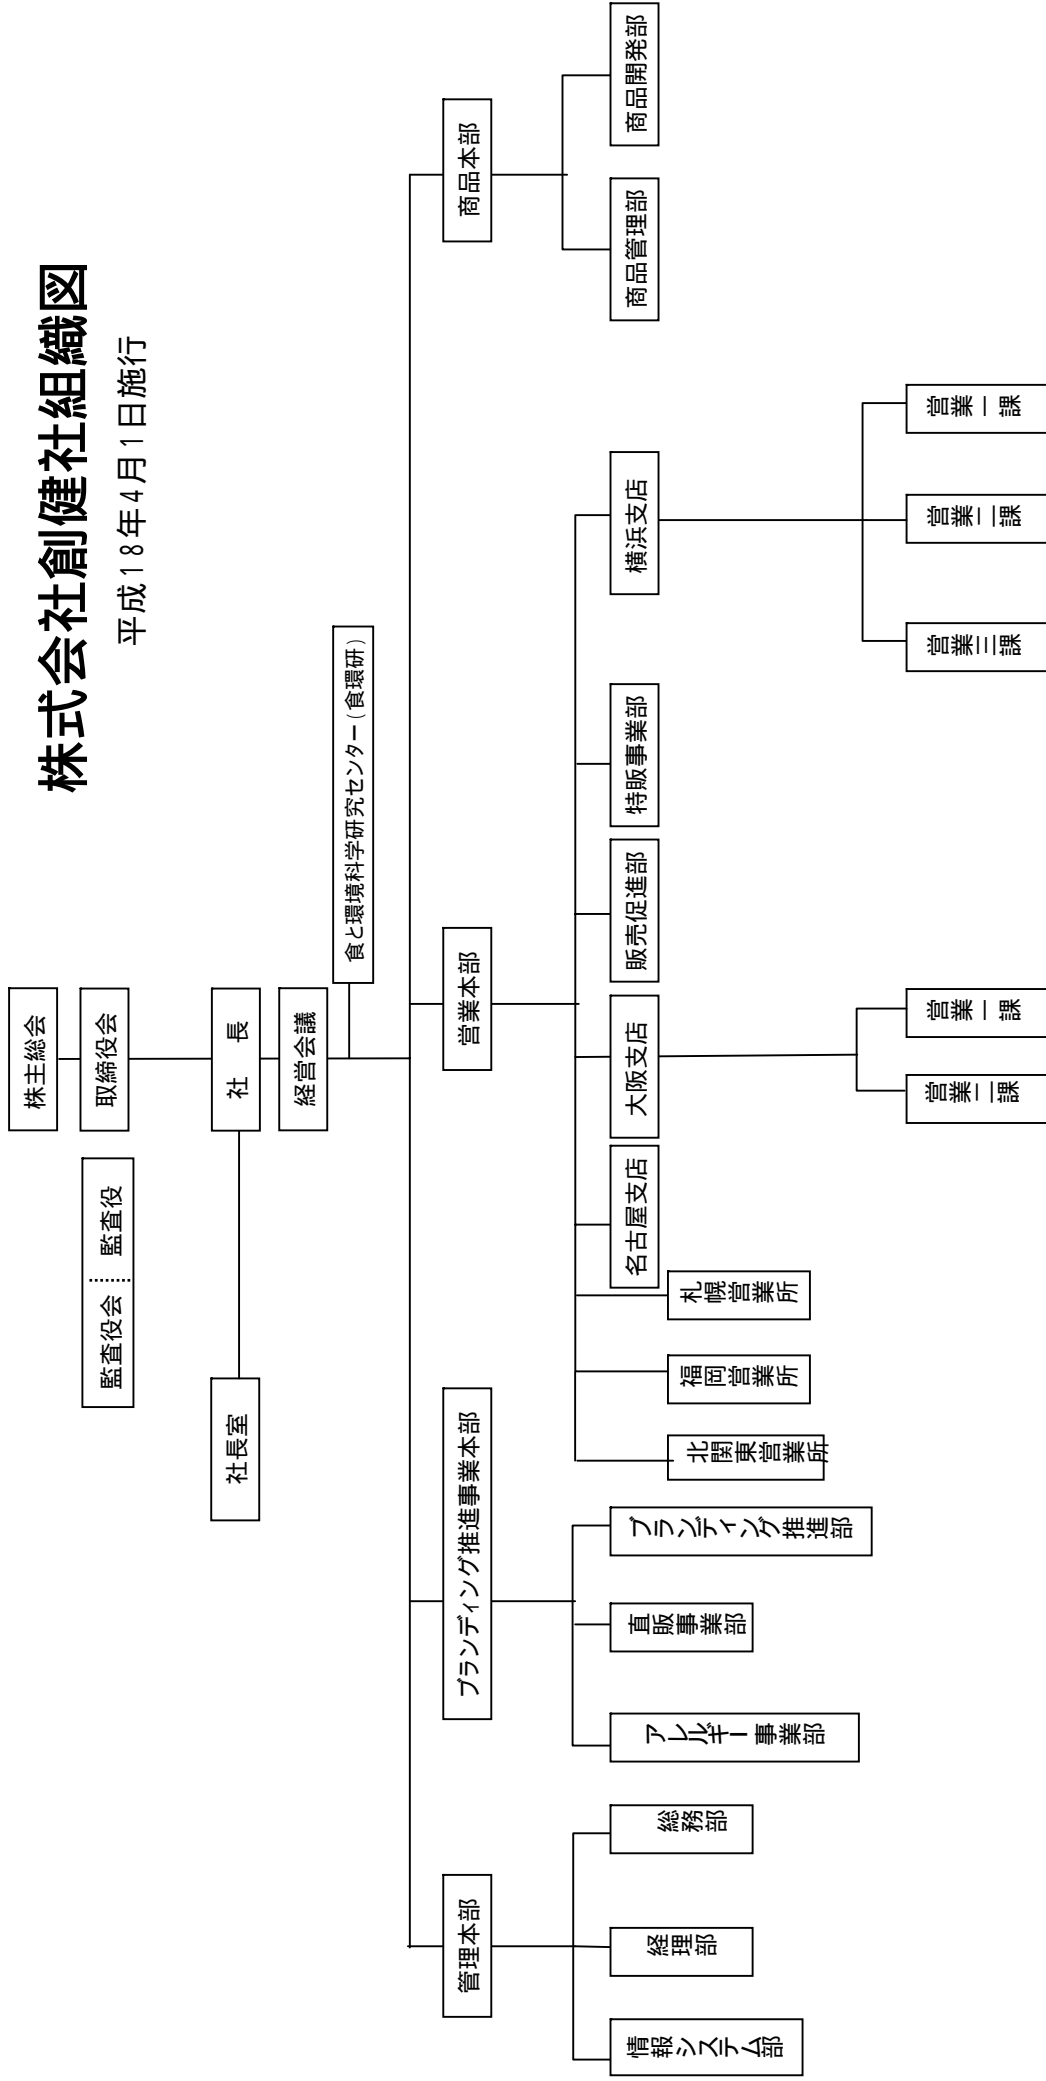 株式会社創健社組織図
平成18年4月1日施行
株主総会
監査役会 監査役
取締役会
社長室
社 長
経営会議
食と環境科学研究センター(食環研)
管理本部
ブランディング推進事業本部
営業本部
商品本部
情報システム部
経理部
総務部
アレルギー事業部
直販事業部
ブランディング推進部
北関東営業所
福岡営業所
札幌営業所
名古屋支店
大阪支店
販売促進部
特販事業部
横浜支店
商品管理部
商品開発部
営業二課
営業一課
営業三課
営業二課
営業一課